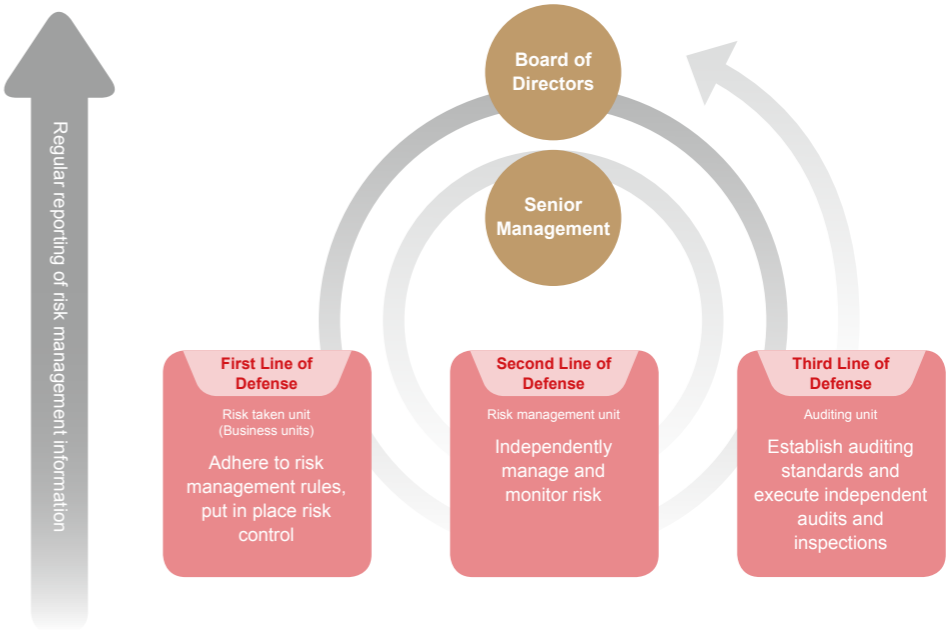 Board of
Directors
Senior
Management
Regular reporting of risk management information
First Line of
Defense
Risk taken unit
(Business units)
Adhere to risk
management rules,
put in place risk
control
Second Line of
Defense
Risk management unit
Independently
manage and
monitor risk
Third Line of
Defense
Auditing unit
Establish auditing
standards and
execute independent
audits and
inspections